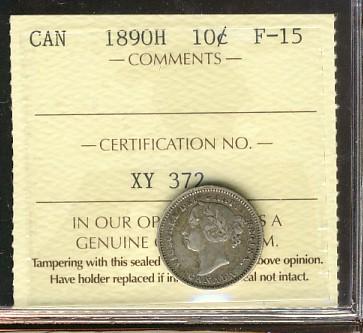 CAN 1890H 10¢ F-15
— COMMENTS —
— CERTIFICATION NO. —
XY 372
IN OUR A
GENUINE
Tampering with this sealed opinion.
Have holder replaced if not intact.
CANADA